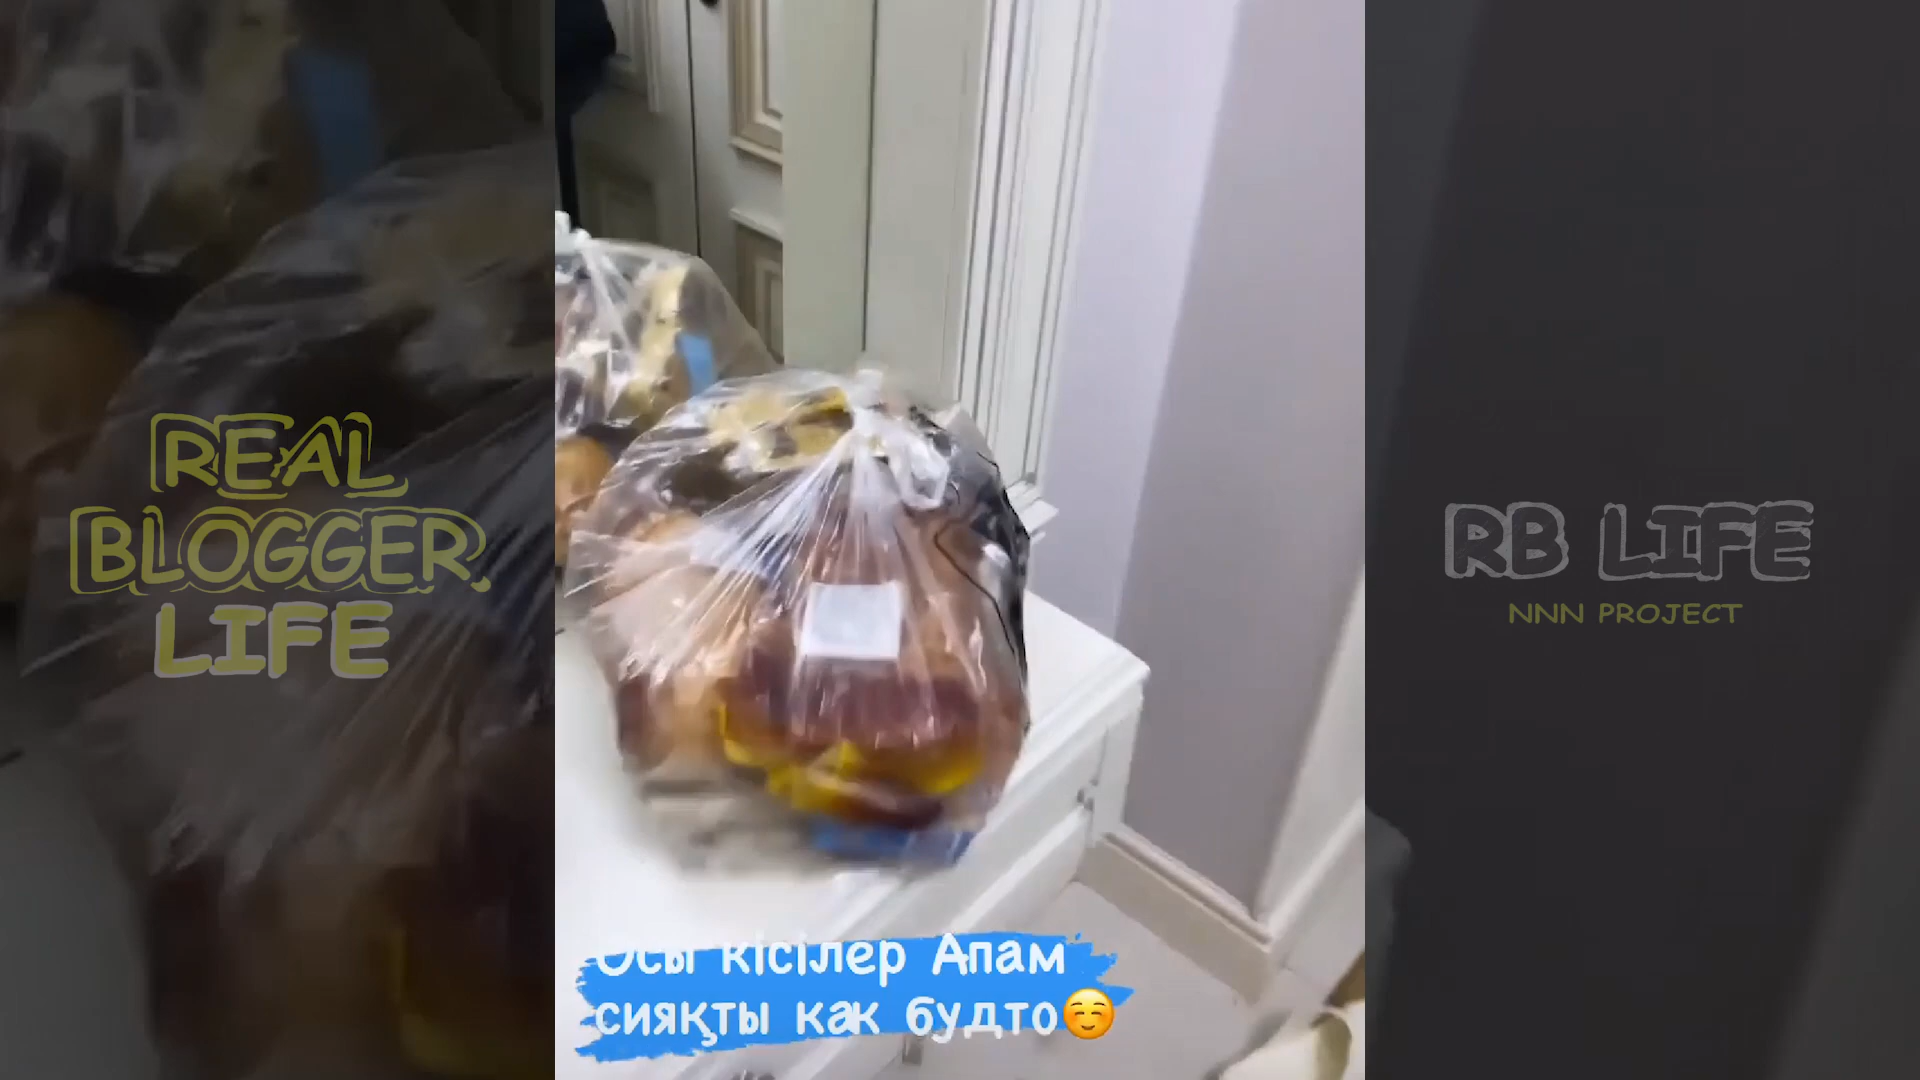 REAL
BLOGGER
LIFE
Осы кісілер Апам
сияқты как будто☺️
RB LIFE
NNN PROJECT